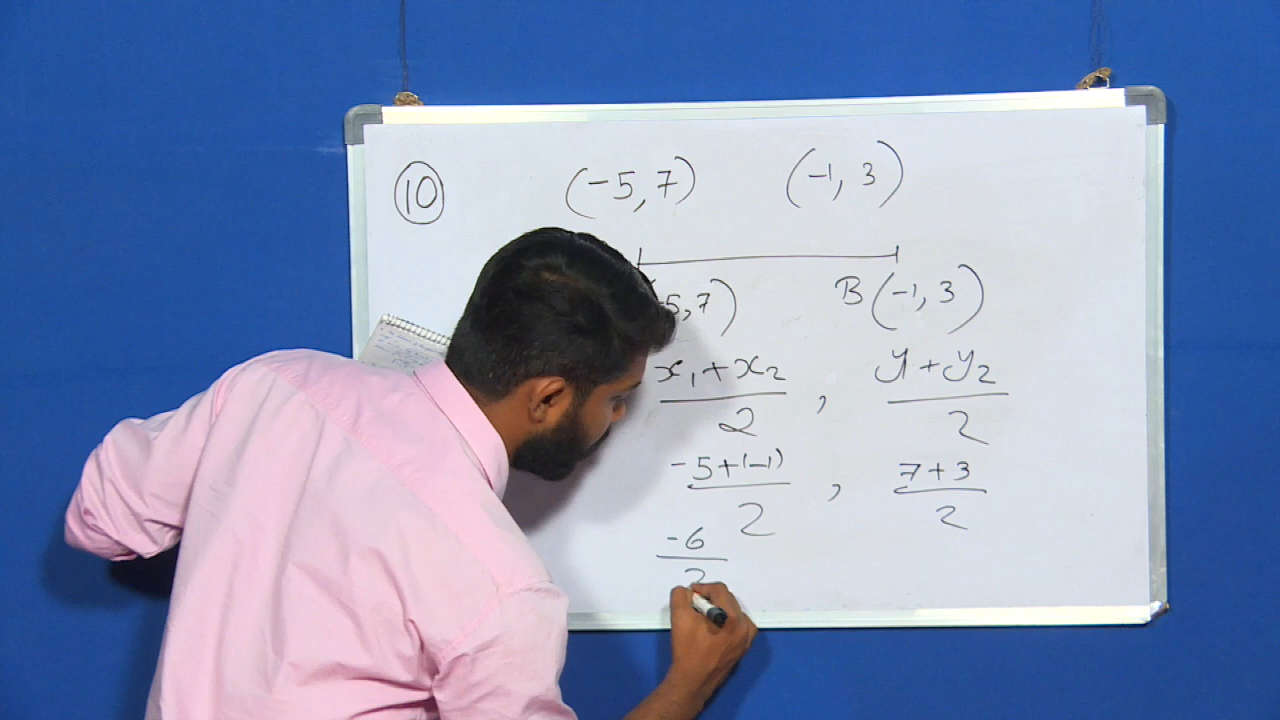 10 (-5, 7) (-1, 3)
5, 7) B (-1, 3)
x₁ + x₂ / 2 , y + y₂ / 2
-5 + (-1) / 2 , 7 + 3 / 2
-6 / 2